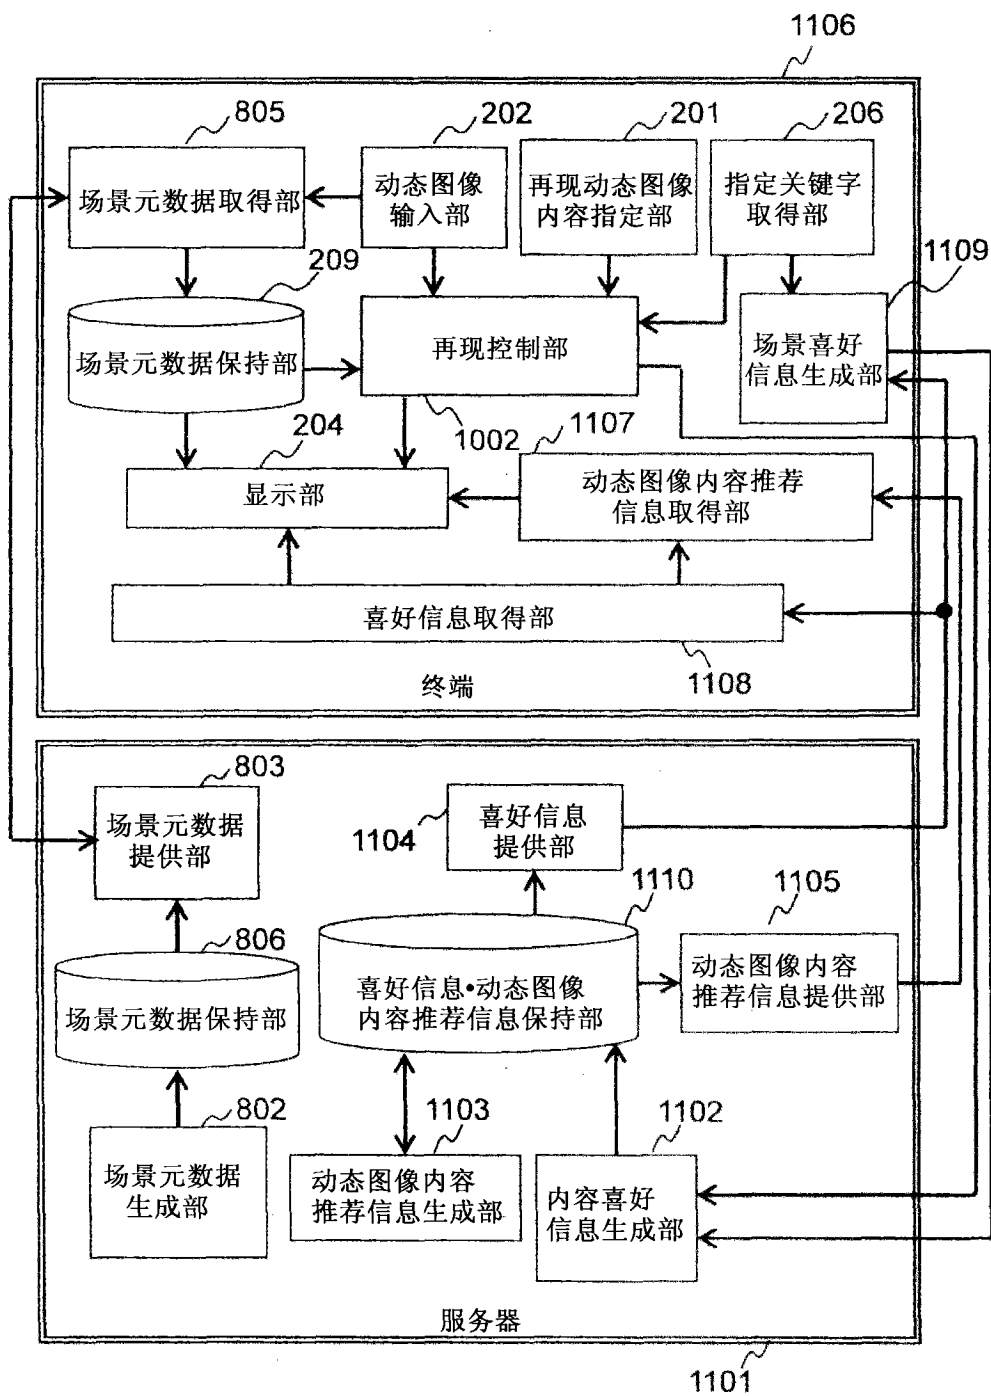 1106
805
202
201
206
场景元数据取得部
动态图像
输入部
再现动态图像
内容指定部
指定关键字
取得部
209
1109
场景元数据保持部
再现控制部
场景喜好
信息生成部
204
1002
1107
显示部
动态图像内容推荐
信息取得部
喜好信息取得部
1108
终端
803
场景元数据
提供部
1104
喜好信息
提供部
1110
1105
806
场景元数据保持部
喜好信息•动态图像
内容推荐信息保持部
动态图像内容
推荐信息提供部
802
1103
1102
场景元数据
生成部
动态图像内容
推荐信息生成部
内容喜好
信息生成部
服务器
1101